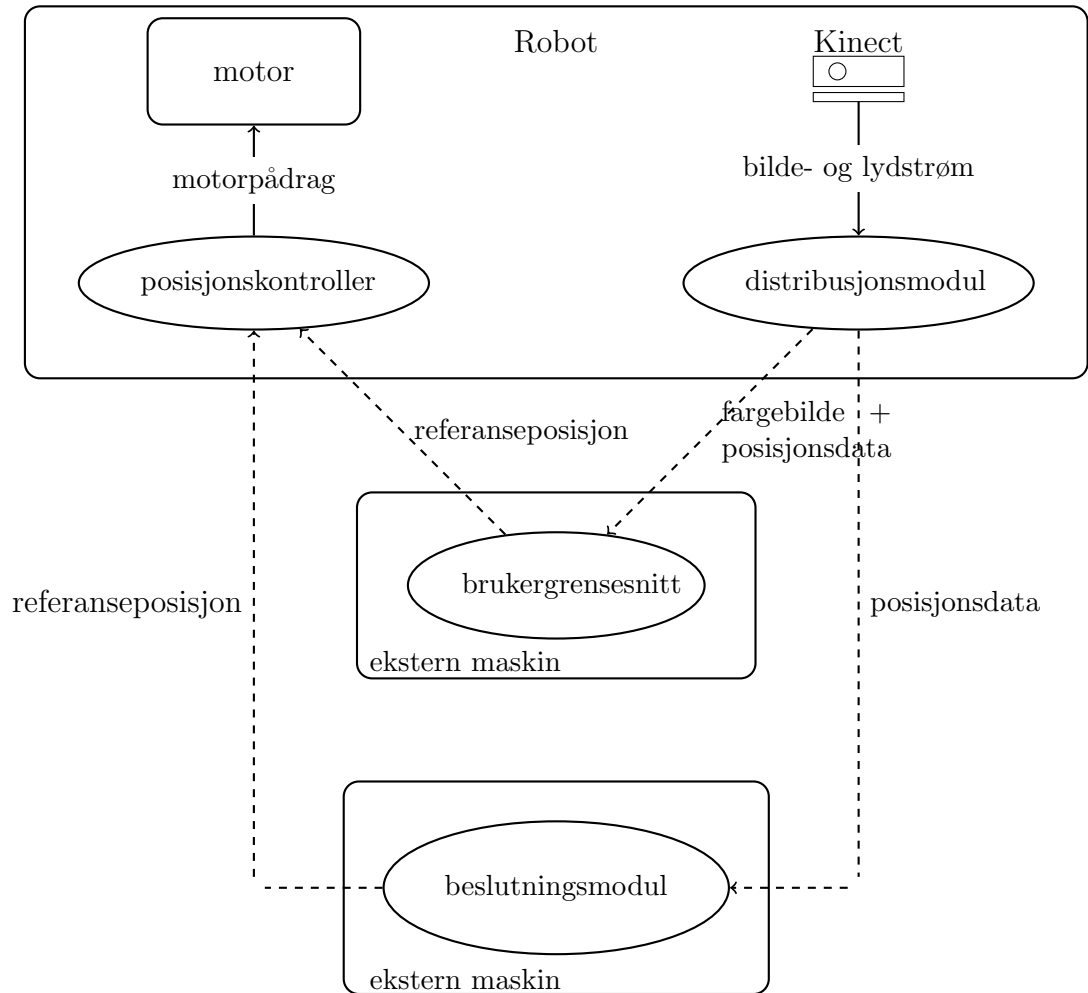 Robot
Kinect
motor
motorpådrag
bilde- og lydstrøm
posisjonskontroller
distribusjonsmodul
referanseposisjon
fargebilde +
posisjonsdata
brukergrensesnitt
ekstern maskin
referanseposisjon
posisjonsdata
beslutningsmodul
ekstern maskin